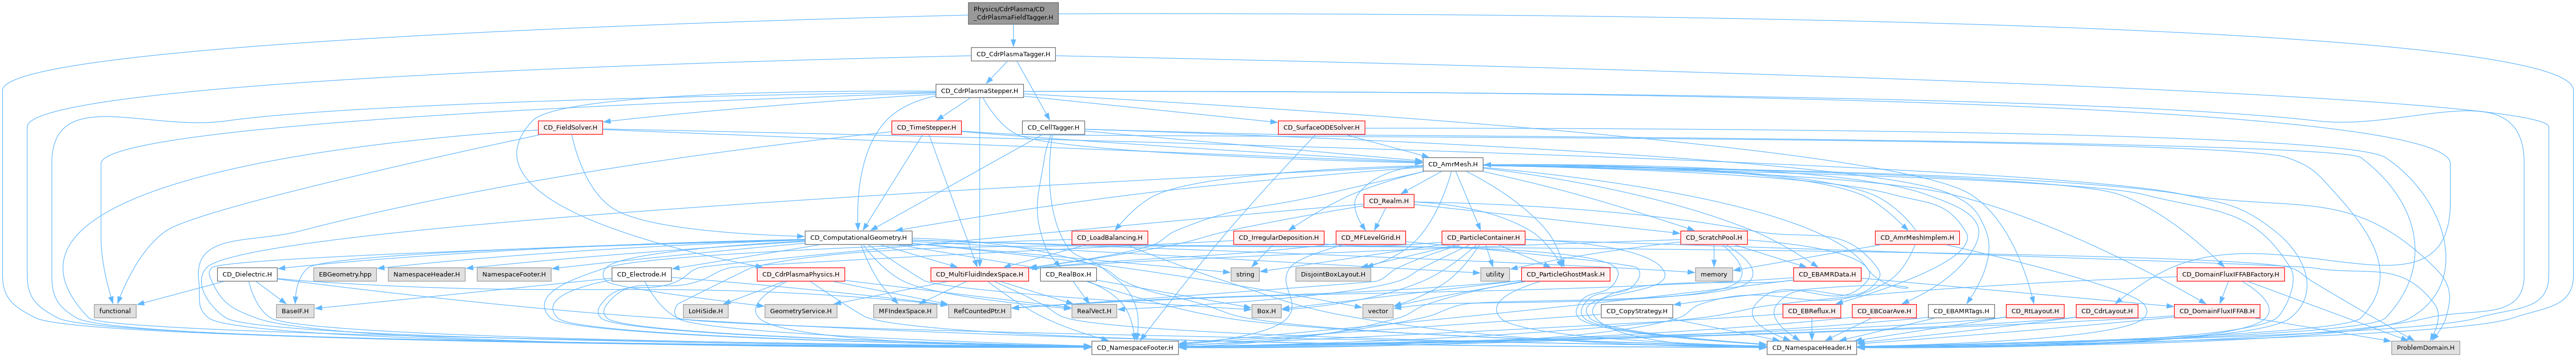 Physics/CdrPlasma/CD
_CdrPlasmaFieldTagger.H
CD_CdrPlasmaTagger.H
CD_CdrPlasmaStepper.H
CD_FieldSolver.H
CD_TimeStepper.H
CD_CellTagger.H
CD_SurfaceODESolver.H
CD_AmrMesh.H
CD_Realm.H
CD_ComputationalGeometry.H
CD_LoadBalancing.H
CD_IrregularDeposition.H
CD_MFLevelGrid.H
CD_ParticleContainer.H
CD_ScratchPool.H
CD_AmrMeshImplem.H
CD_Dielectric.H
EBGeometry.hpp
NamespaceHeader.H
NamespaceFooter.H
CD_Electrode.H
CD_CdrPlasmaPhysics.H
CD_MultiFluidIndexSpace.H
CD_RealBox.H
string
DisjointBoxLayout.H
CD_ParticleGhostMask.H
utility
memory
CD_EBAMRData.H
CD_DomainFluxIFFABFactory.H
functional
BaseIF.H
LoHiSide.H
GeometryService.H
MFIndexSpace.H
RefCountedPtr.H
RealVect.H
Box.H
vector
CD_CopyStrategy.H
CD_EBReflux.H
CD_EBCoarAve.H
CD_EBAMRTags.H
CD_RtLayout.H
CD_CdrLayout.H
CD_DomainFluxIFFAB.H
CD_NamespaceFooter.H
CD_NamespaceHeader.H
ProblemDomain.H